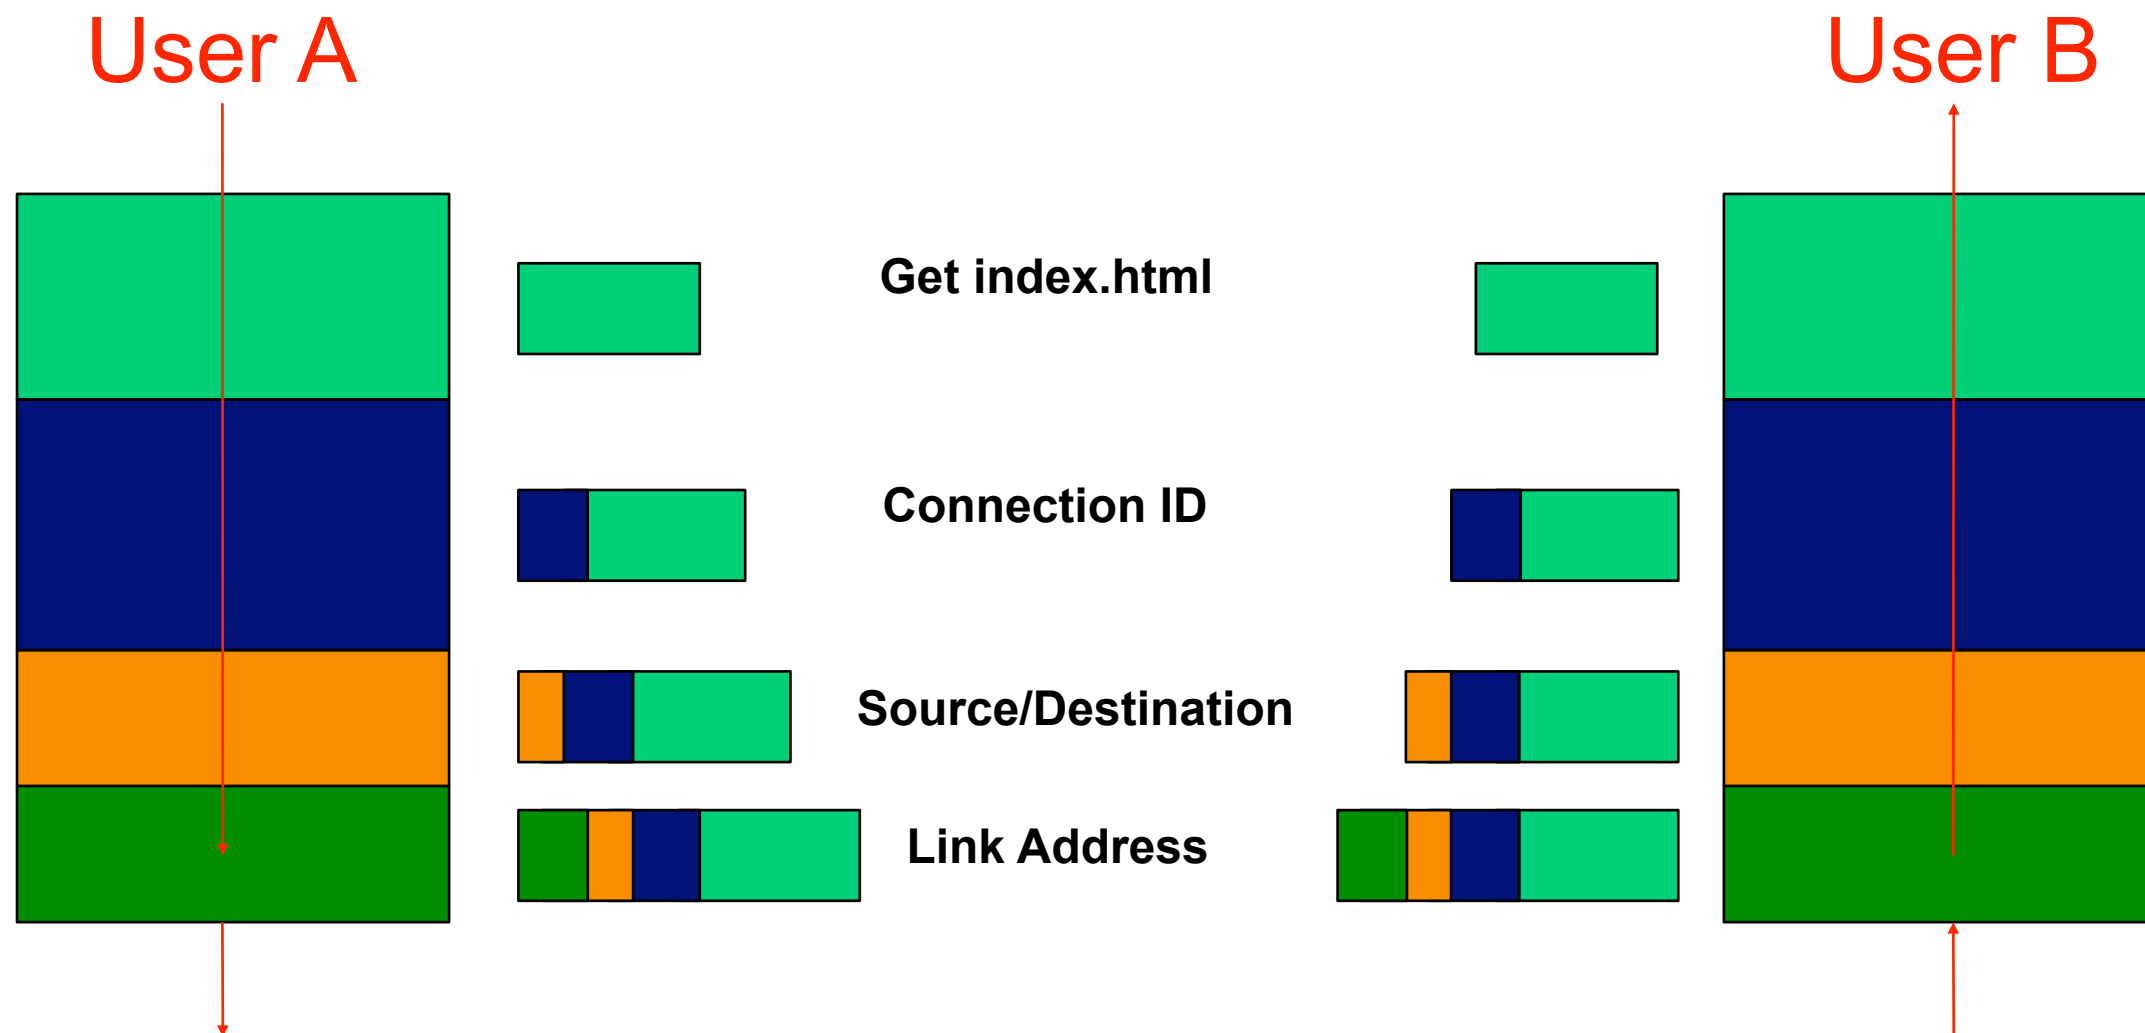 User A
User B
Get index.html
Connection ID
Source/Destination
Link Address